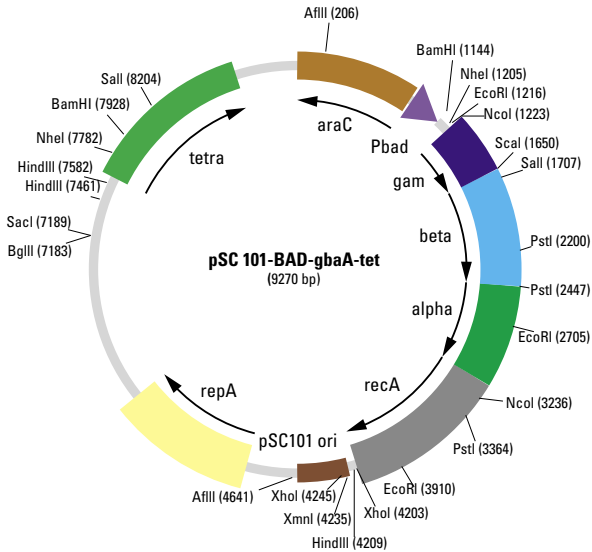 AflII (206)
BamHI (1144)
NheI (1205)
EcoRI (1216)
NcoI (1223)
ScaI (1650)
SalI (1707)
PstI (2200)
PstI (2447)
EcoRI (2705)
NcoI (3236)
PstI (3364)
EcoRI (3910)
XhoI (4203)
HindIII (4209)
XmnI (4235)
XhoI (4245)
AflII (4641)
BglII (7183)
SacI (7189)
HindIII (7461)
HindIII (7582)
NheI (7782)
BamHI (7928)
SalI (8204)
araC
Pbad
gam
beta
alpha
recA
pSC101 ori
repA
tetra
pSC 101-BAD-gbaA-tet
(9270 bp)